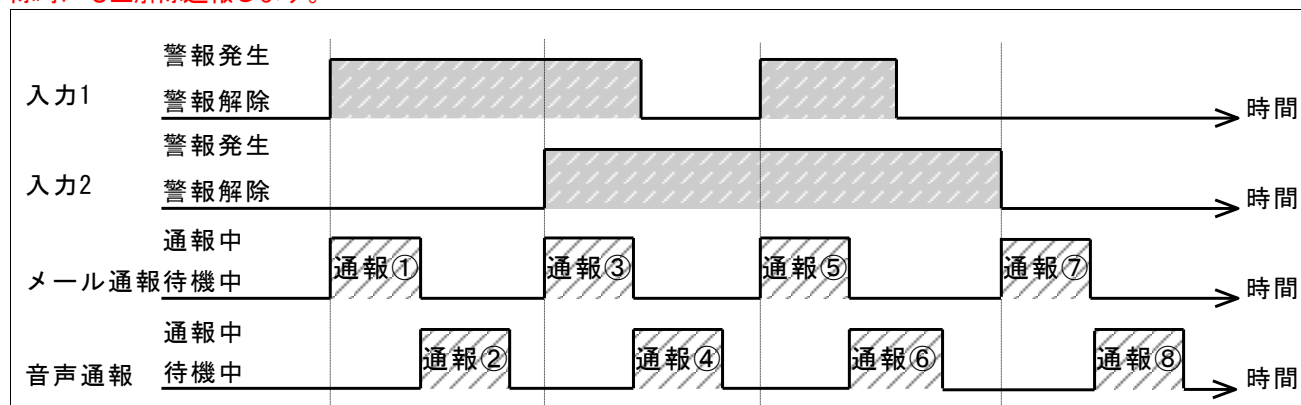 警報発生
入力1
警報解除
時間
警報発生
入力2
警報解除
時間
通報中
通報① 通報③ 通報⑤ 通報⑦
メール通報 待機中
時間
通報中
通報② 通報④ 通報⑥ 通報⑧
音声通報 待機中
時間